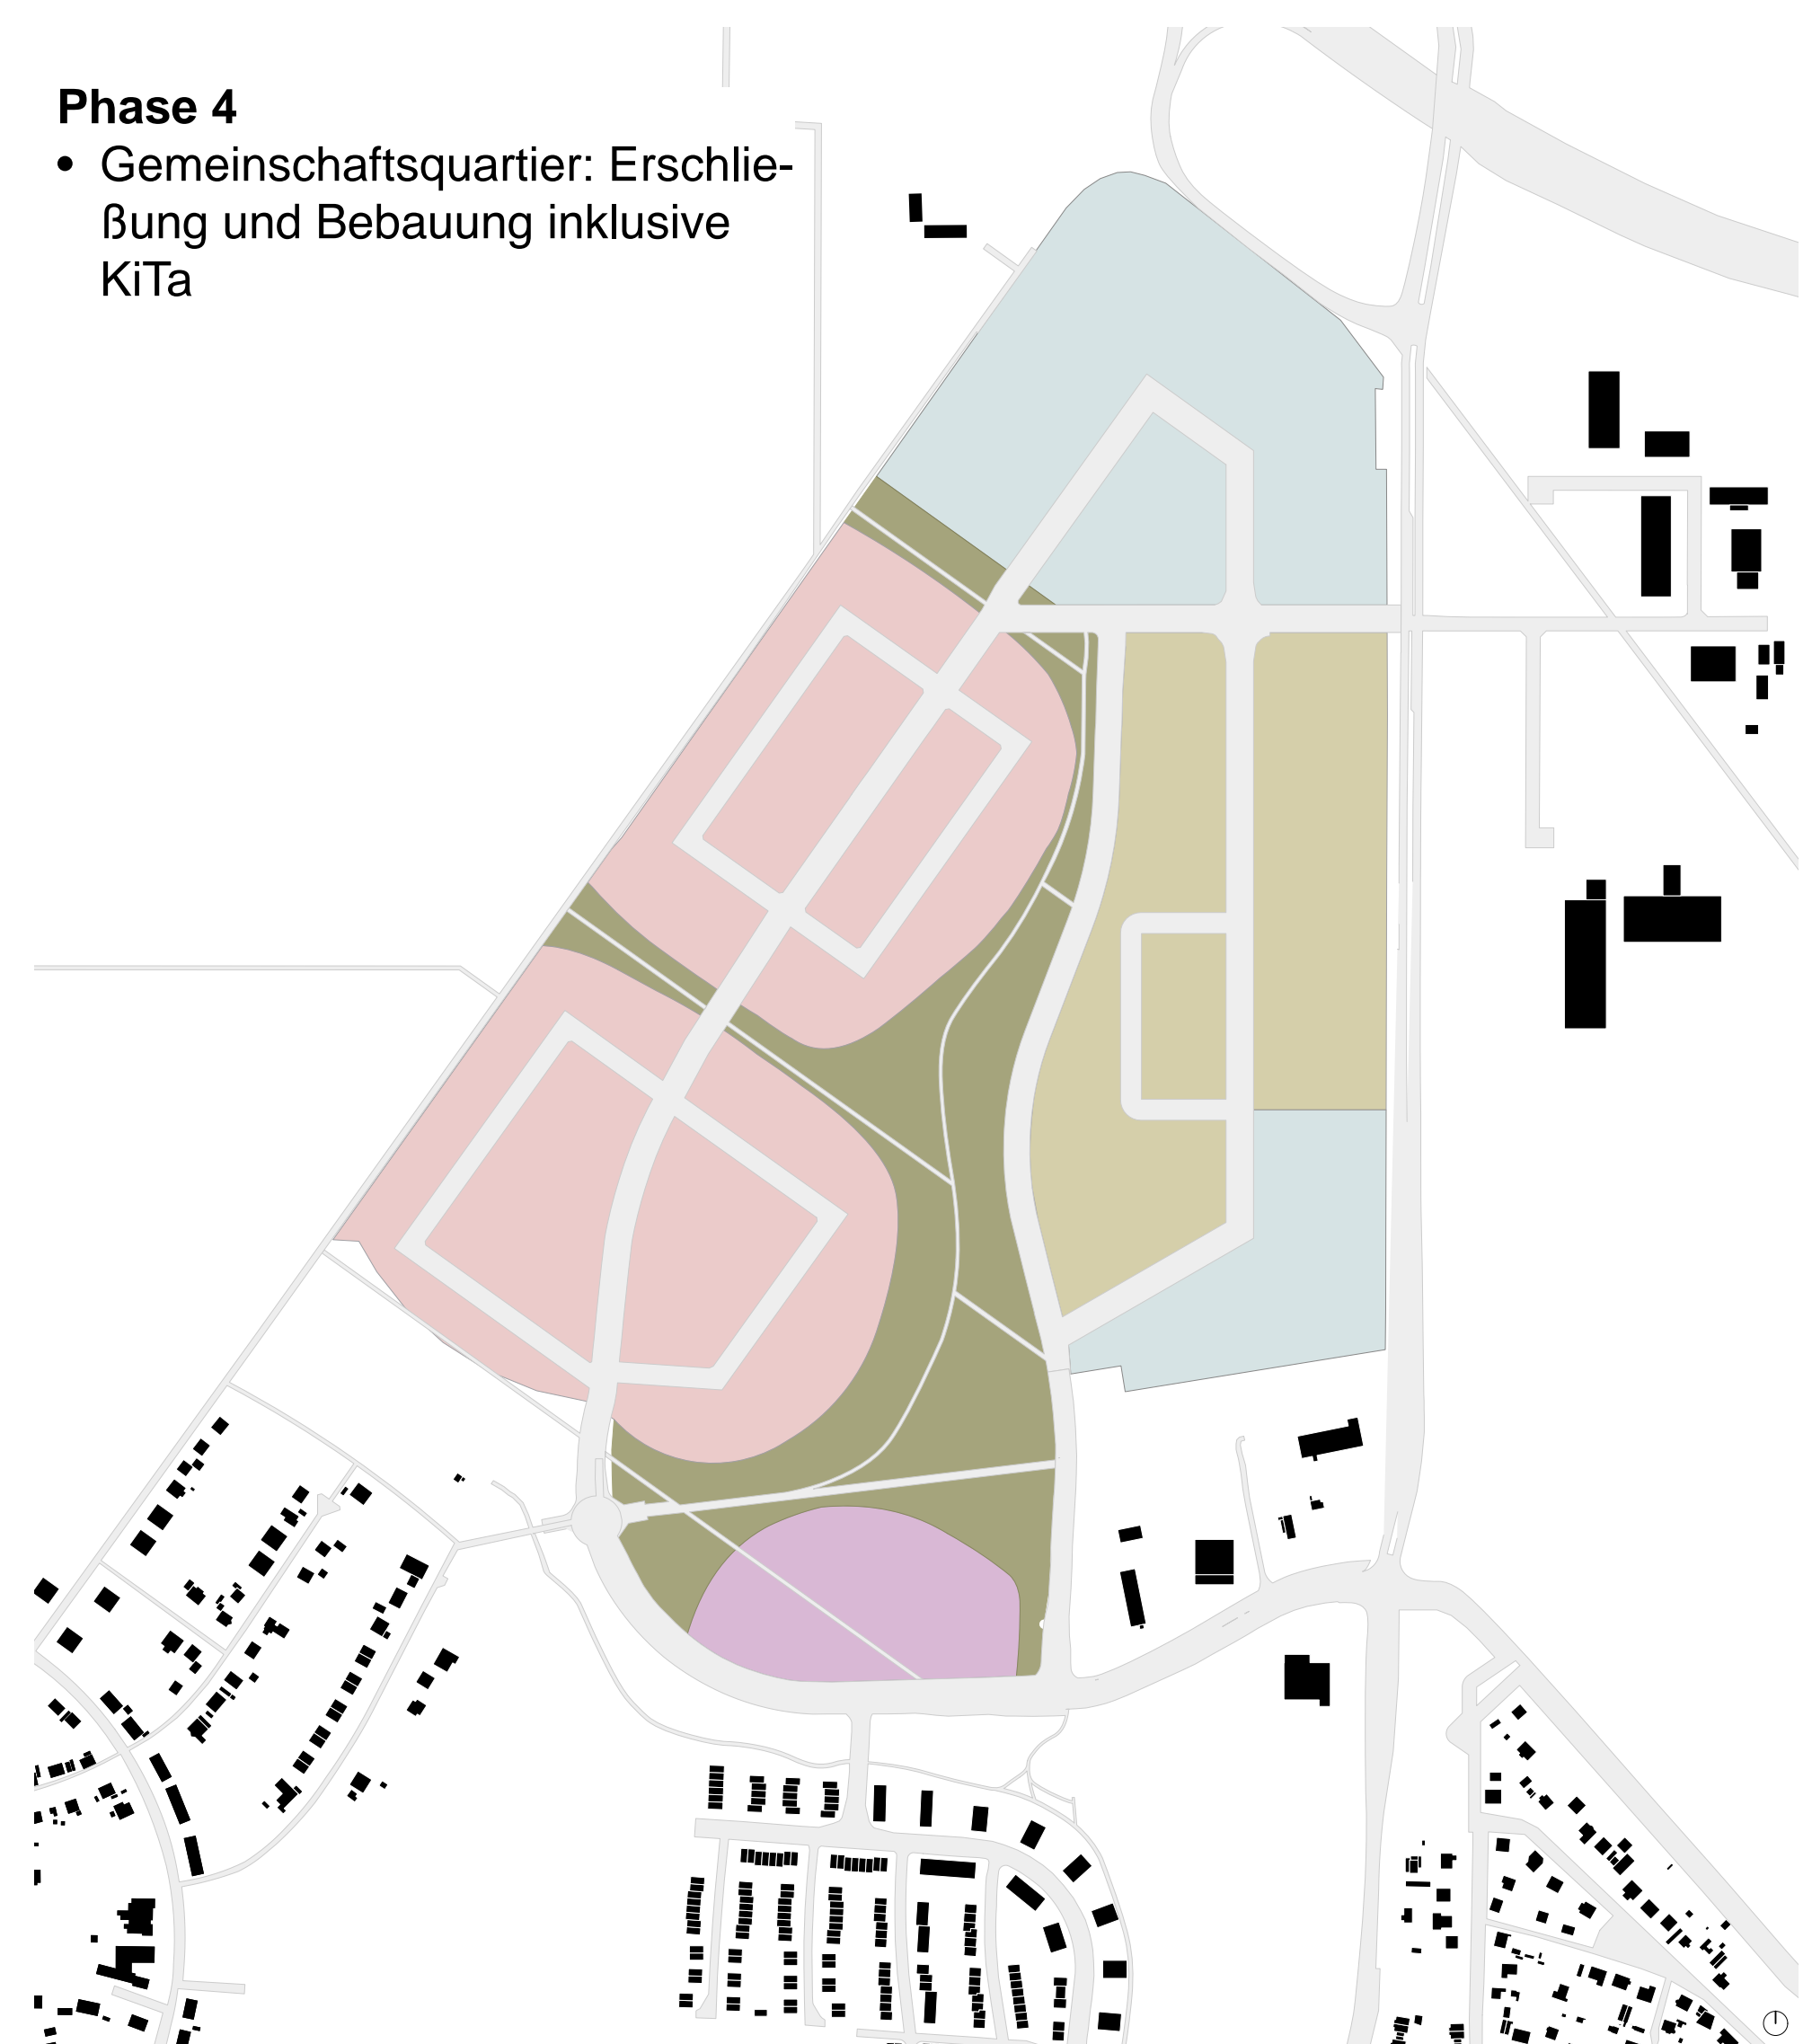 Phase 4
• Gemeinschaftsquartier: Erschlie-
ßung und Bebauung inklusive
KiTa